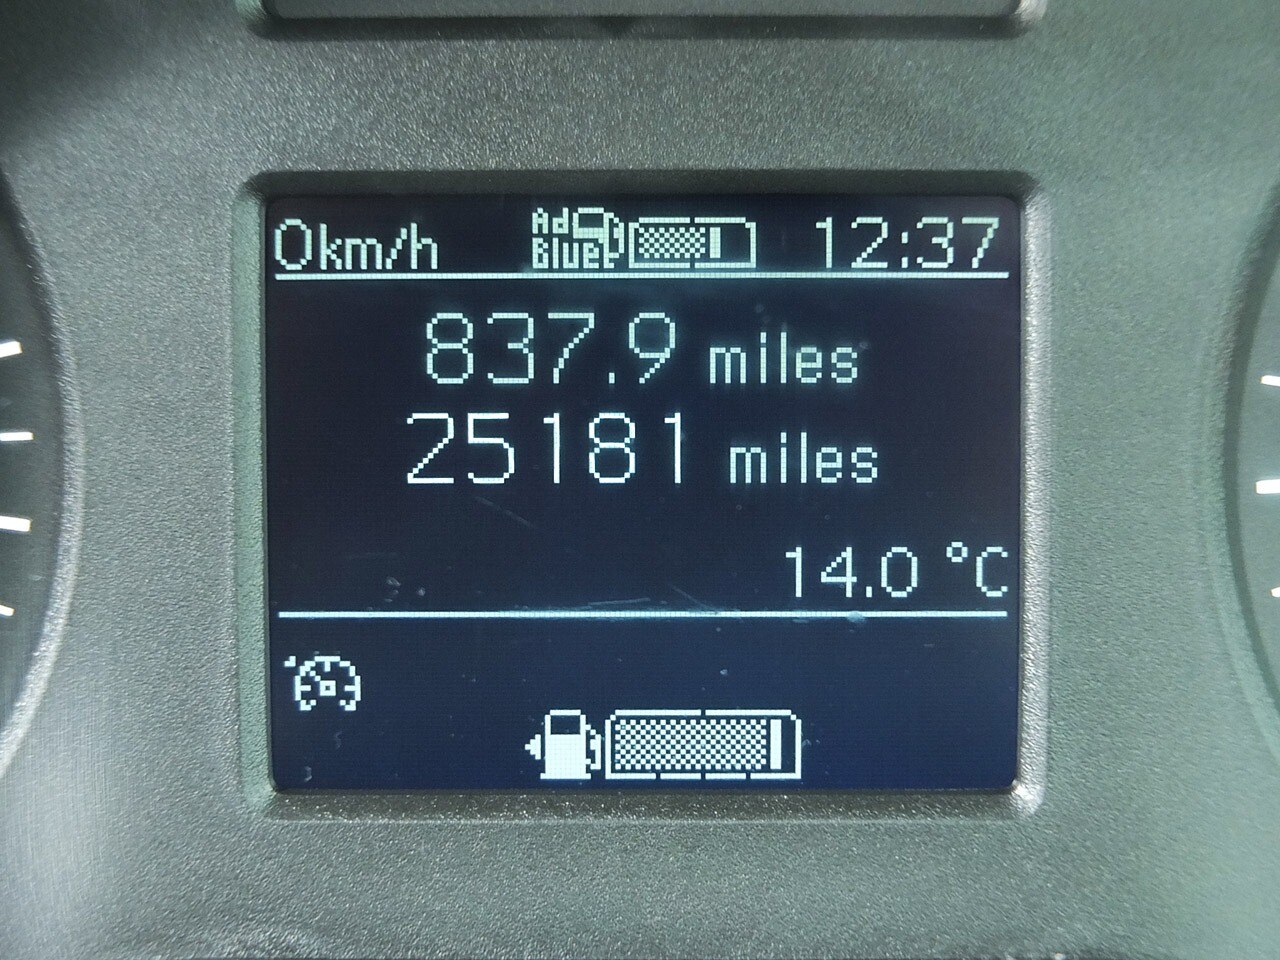 0km/h Ad Blue 12:37
837.9 miles
25181 miles
14.0 °C